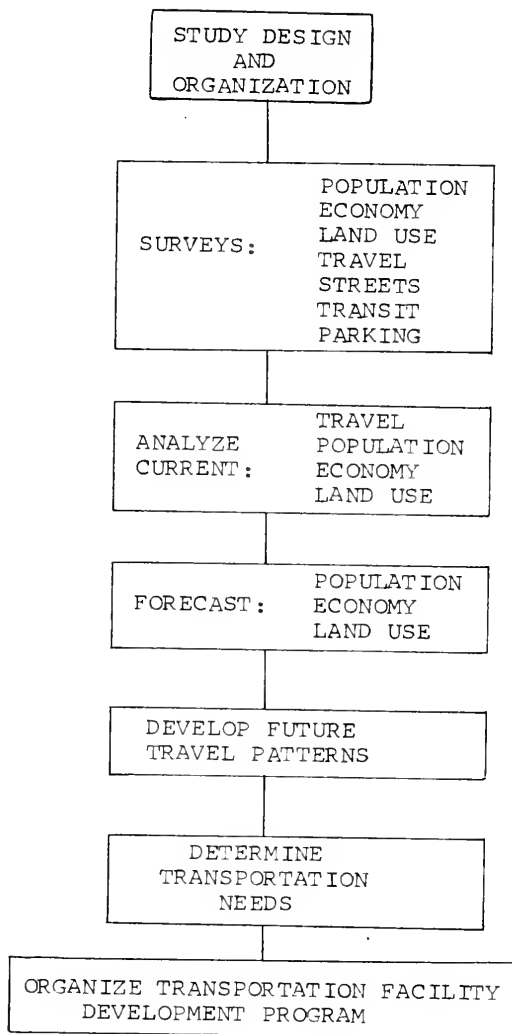 STUDY DESIGN
AND
ORGANIZATION
POPULATION
ECONOMY
LAND USE
SURVEYS: TRAVEL
STREETS
TRANSIT
PARKING
TRAVEL
ANALYZE POPULATION
CURRENT: ECONOMY
LAND USE
POPULATION
FORECAST: ECONOMY
LAND USE
DEVELOP FUTURE
TRAVEL PATTERNS
DETERMINE
TRANSPORTATION
NEEDS
ORGANIZE TRANSPORTATION FACILITY
DEVELOPMENT PROGRAM